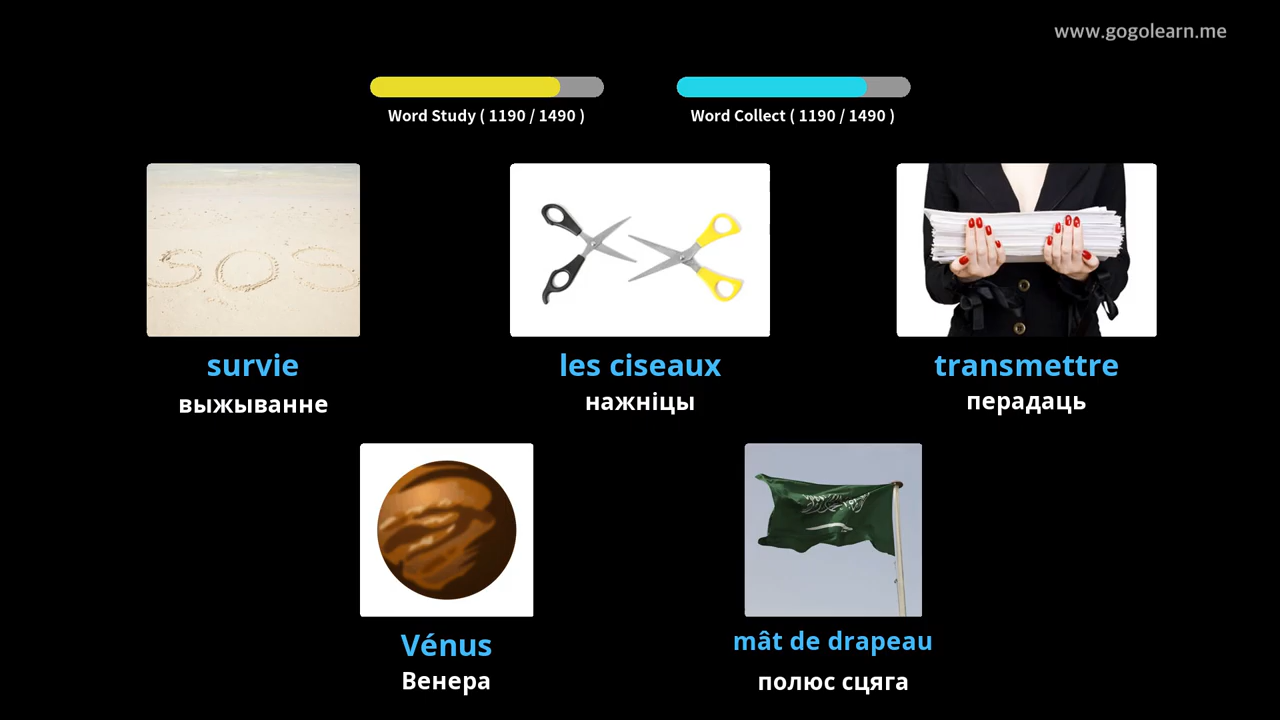 www.gogolearn.me
Word Study ( 1190 / 1490 )
Word Collect ( 1190 / 1490 )
SOS
survie
les ciseaux
transmettre
выжыванне
нажніцы
перадаць
Vénus
mât de drapeau
Венера
полюс сцяга